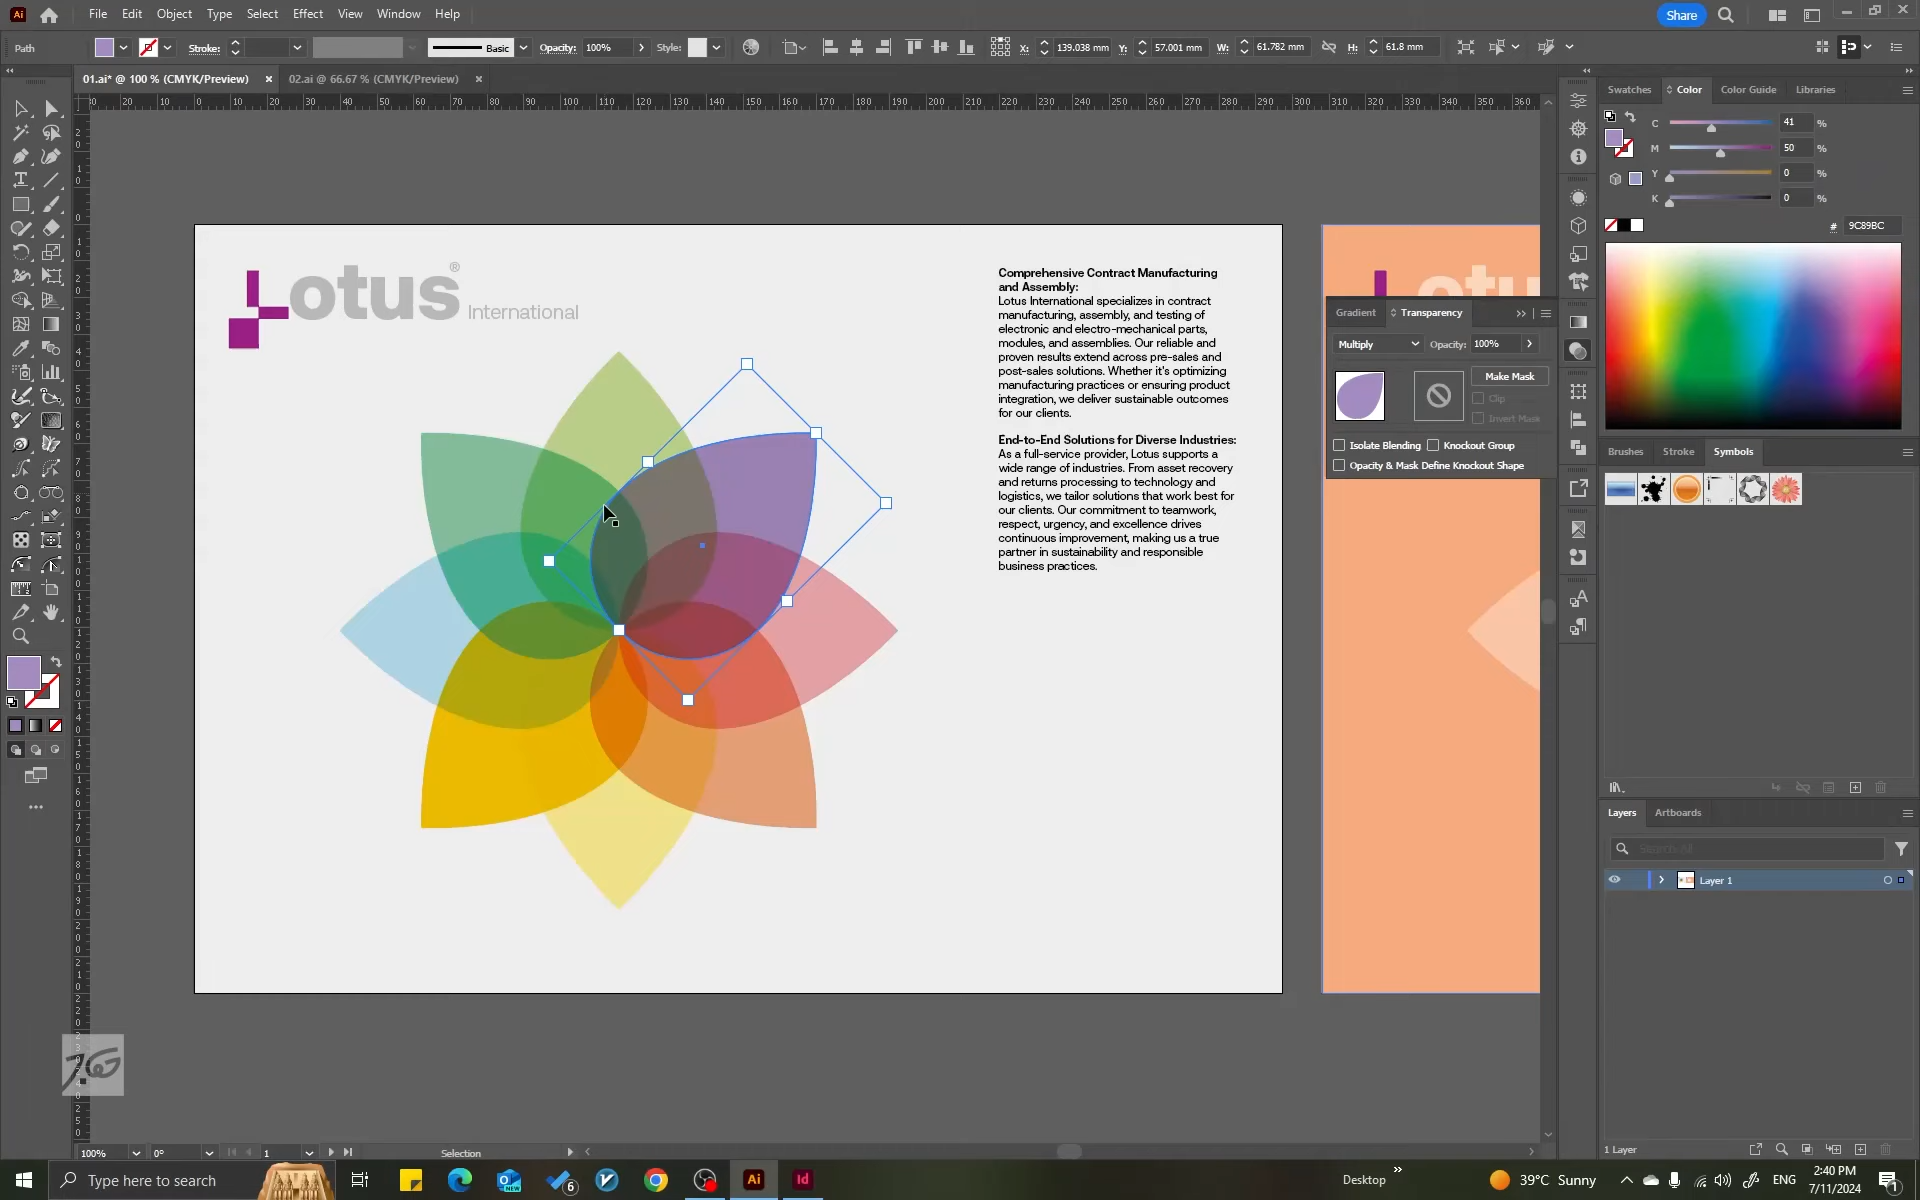 File Edit Object Type Select Effect View Window Help
Share
Path
Stroke:
Basic
Opacity: 100%
Style:
X: 139.038 mm Y: 57.001 mm W: 61.782 mm H: 61.8 mm
01.ai* @ 100 % (CMYK/Preview)
02.ai @ 66.67 % (CMYK/Preview)
Lotus® International
Comprehensive Contract Manufacturing
and Assembly:
Lotus International specializes in contract
manufacturing, assembly, and testing of
electronic and electro-mechanical parts,
modules, and assemblies. Our reliable and
proven results extend across pre-sales and
post-sales solutions. Whether it's optimizing
manufacturing practices or ensuring product
integration, we deliver sustainable outcomes
for our clients.
End-to-End Solutions for Diverse Industries:
As a full-service provider, Lotus supports a
wide range of industries. From asset recovery
and returns processing to technology and
logistics, we tailor solutions that work best for
our clients. Our commitment to teamwork,
respect, urgency, and excellence drives
continuous improvement, making us a true
partner in sustainability and responsible
business practices.
Gradient Transparency
Multiply Opacity: 100%
Make Mask
Clip
Invert Mask
Isolate Blending Knockout Group
Opacity & Mask Define Knockout Shape
Swatches Color Color Guide Libraries
C 41 %
M 50 %
Y 0 %
K 0 %
# 9C89BC
Brushes Stroke Symbols
Layers Artboards
Search All
Layer 1
1 Layer
100% 0° 1 Selection
Type here to search
Desktop
39°C Sunny
ENG
2:40 PM
7/11/2024